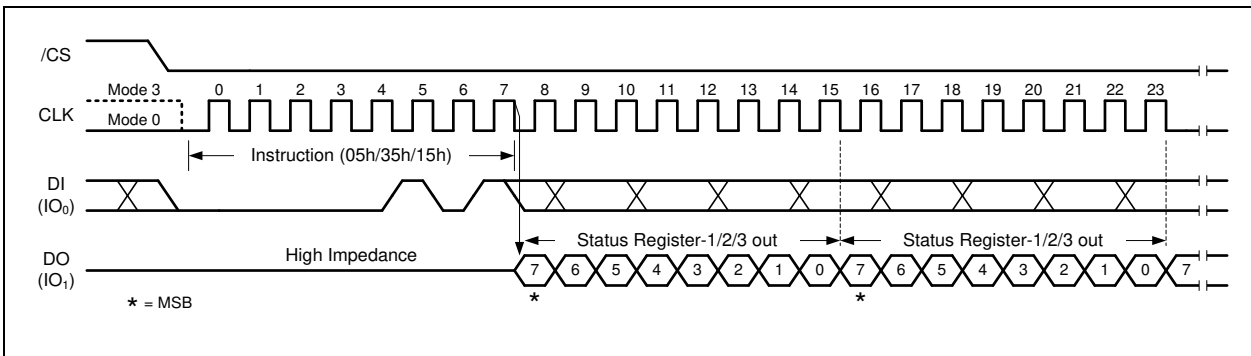 /CS
Mode 3
0 1 2 3 4 5 6 7 8 9 10 11 12 13 14 15 16 17 18 19 20 21 22 23
CLK
Mode 0
Instruction (05h/35h/15h)
DI
(IO₀)
Status Register-1/2/3 out Status Register-1/2/3 out
High Impedance
DO
(IO₁)
7 6 5 4 3 2 1 0 7 6 5 4 3 2 1 0 7
* *
* = MSB